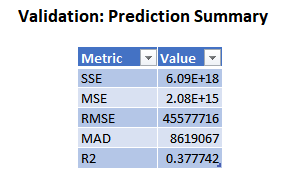 Validation: Prediction Summary
Metric Value
SSE 6.09E+18
MSE 2.08E+15
RMSE 45577716
MAD 8619067
R2 0.377742